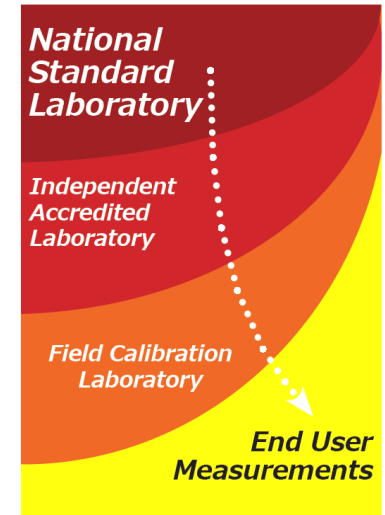 National
Standard
Laboratory
Independent
Accredited
Laboratory
Field Calibration
Laboratory
End User
Measurements